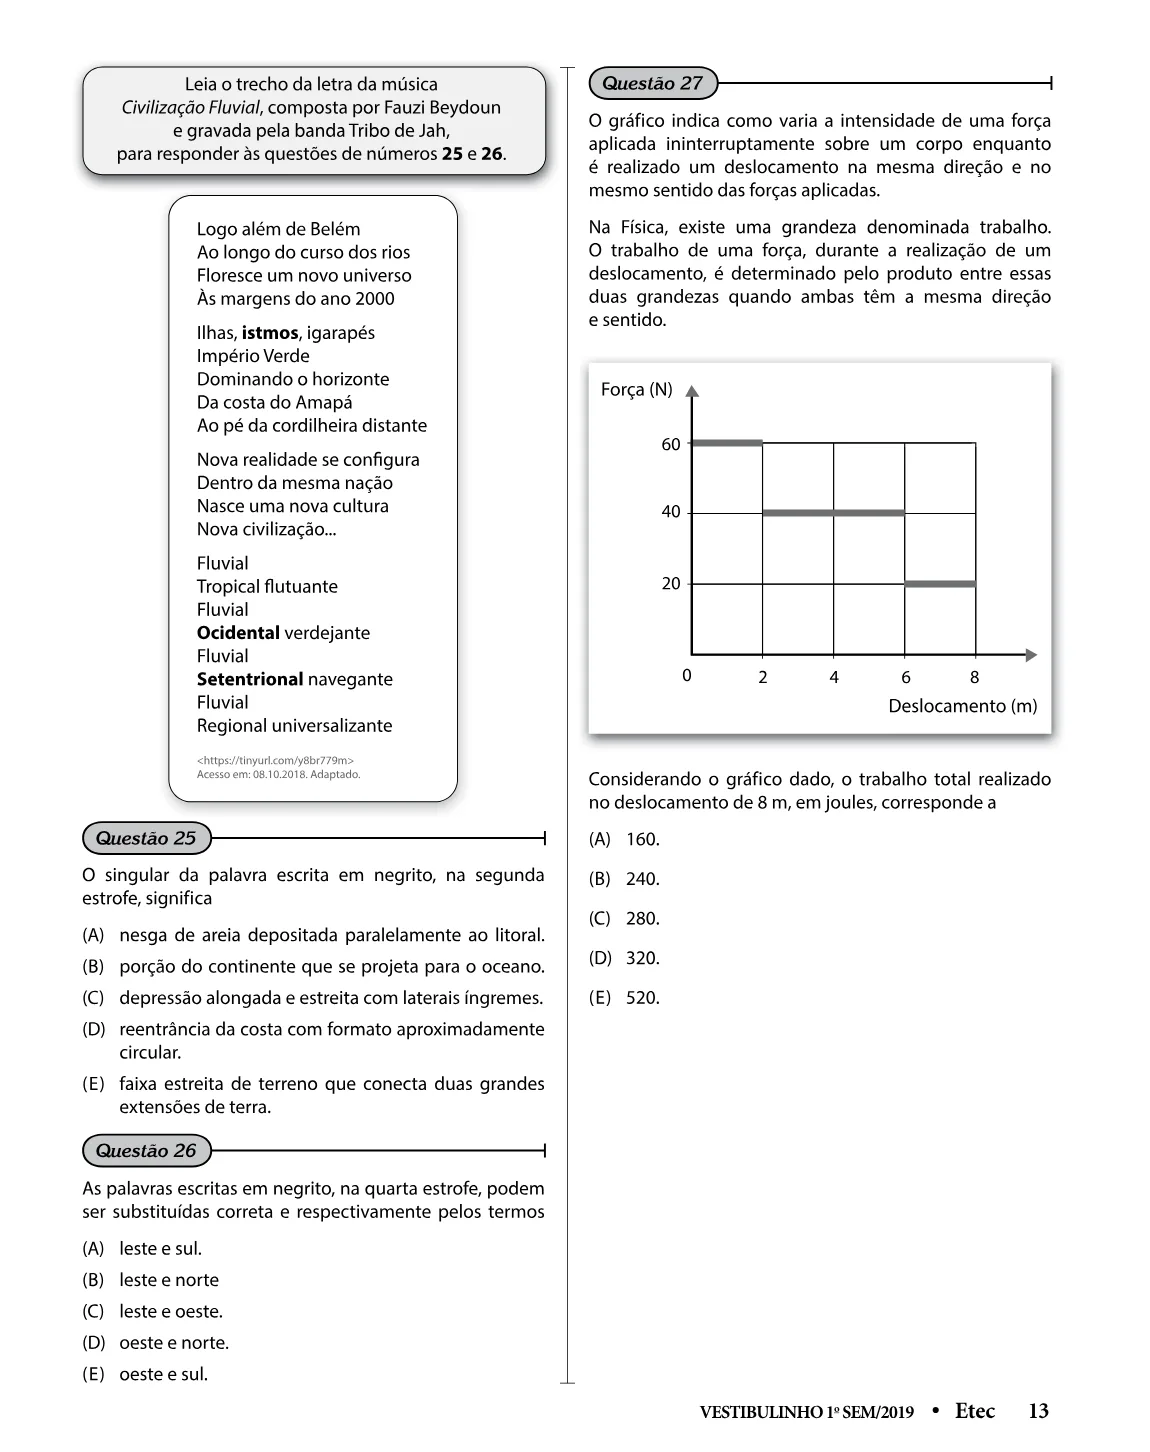 Leia o trecho da letra da música
Civilização Fluvial, composta por Fauzi Beydoun
e gravada pela banda Tribo de Jah,
para responder às questões de números 25 e 26.
Logo além de Belém
Ao longo do curso dos rios
Floresce um novo universo
Às margens do ano 2000
Ilhas, istmos, igarapés
Império Verde
Dominando o horizonte
Da costa do Amapá
Ao pé da cordilheira distante
Nova realidade se configura
Dentro da mesma nação
Nasce uma nova cultura
Nova civilização...
Fluvial
Tropical flutuante
Fluvial
Ocidental verdejante
Fluvial
Setentrional navegante
Fluvial
Regional universalizante
<https://tinyurl.com/y8br779m>
Acesso em: 08.10.2018. Adaptado.
Questão 25
O singular da palavra escrita em negrito, na segunda
estrofe, significa
(A) nesga de areia depositada paralelamente ao litoral.
(B) porção do continente que se projeta para o oceano.
(C) depressão alongada e estreita com laterais íngremes.
(D) reentrância da costa com formato aproximadamente
circular.
(E) faixa estreita de terreno que conecta duas grandes
extensões de terra.
Questão 26
As palavras escritas em negrito, na quarta estrofe, podem
ser substituídas correta e respectivamente pelos termos
(A) leste e sul.
(B) leste e norte
(C) leste e oeste.
(D) oeste e norte.
(E) oeste e sul.
Questão 27
O gráfico indica como varia a intensidade de uma força
aplicada ininterruptamente sobre um corpo enquanto
é realizado um deslocamento na mesma direção e no
mesmo sentido das forças aplicadas.
Na Física, existe uma grandeza denominada trabalho.
O trabalho de uma força, durante a realização de um
deslocamento, é determinado pelo produto entre essas
duas grandezas quando ambas têm a mesma direção
e sentido.
Força (N)
60
40
20
0 2 4 6 8
Deslocamento (m)
Considerando o gráfico dado, o trabalho total realizado
no deslocamento de 8 m, em joules, corresponde a
(A) 160.
(B) 240.
(C) 280.
(D) 320.
(E) 520.
VESTIBULINHO 1º SEM/2019 • Etec 13